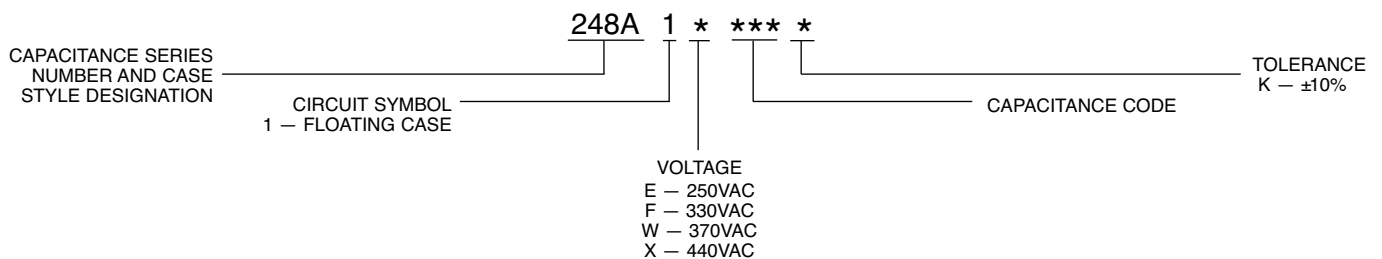 248A 1 * *** *
CAPACITANCE SERIES
NUMBER AND CASE
STYLE DESIGNATION
CIRCUIT SYMBOL
1 — FLOATING CASE
VOLTAGE
E — 250VAC
F — 330VAC
W — 370VAC
X — 440VAC
CAPACITANCE CODE
TOLERANCE
K — ±10%